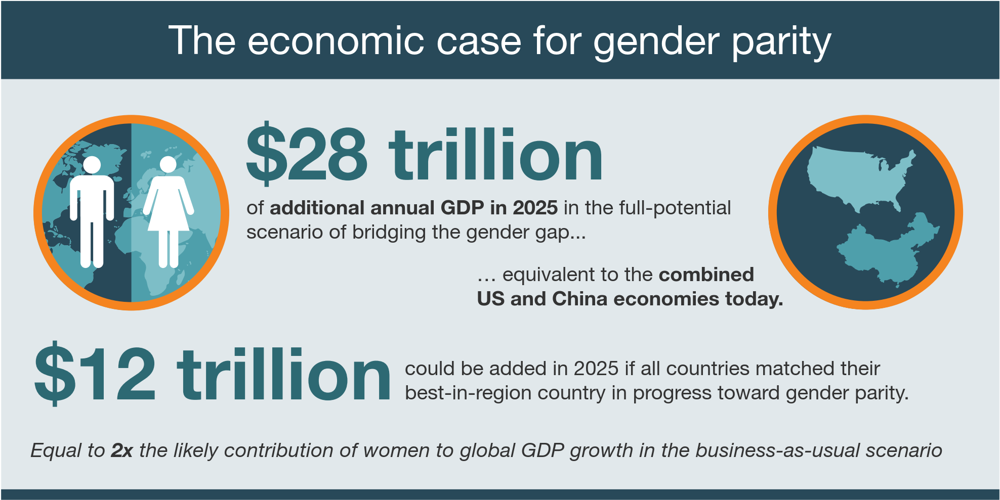 The economic case for gender parity
$28 trillion
of additional annual GDP in 2025 in the full-potential
scenario of bridging the gender gap...
... equivalent to the combined
US and China economies today.
$12 trillion
could be added in 2025 if all countries matched their
best-in-region country in progress toward gender parity.
Equal to 2x the likely contribution of women to global GDP growth in the business-as-usual scenario